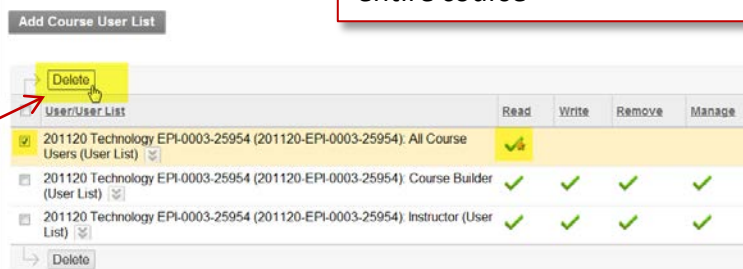 entire course
Add Course User List
Delete
User/User List Read Write Remove Manage
201120 Technology EPI-0003-25954 (201120-EPI-0003-25954): All Course
Users (User List)
201120 Technology EPI-0003-25954 (201120-EPI-0003-25954): Course Builder
(User List)
201120 Technology EPI-0003-25954 (201120-EPI-0003-25954): Instructor (User
List)
Delete